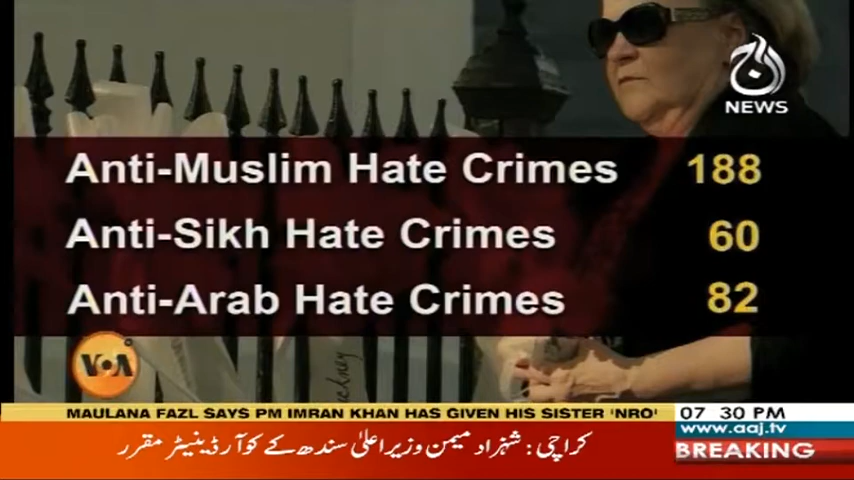 آج
NEWS
Anti-Muslim Hate Crimes 188
Anti-Sikh Hate Crimes 60
Anti-Arab Hate Crimes 82
VOA
MAULANA FAZL SAYS PM IMRAN KHAN HAS GIVEN HIS SISTER 'NRO'
07 30 PM
www.aaj.tv
کراچی : شہزاد میمن وزیراعلیٰ سندھ کے کوآرڈینیٹر مقرر
BREAKING